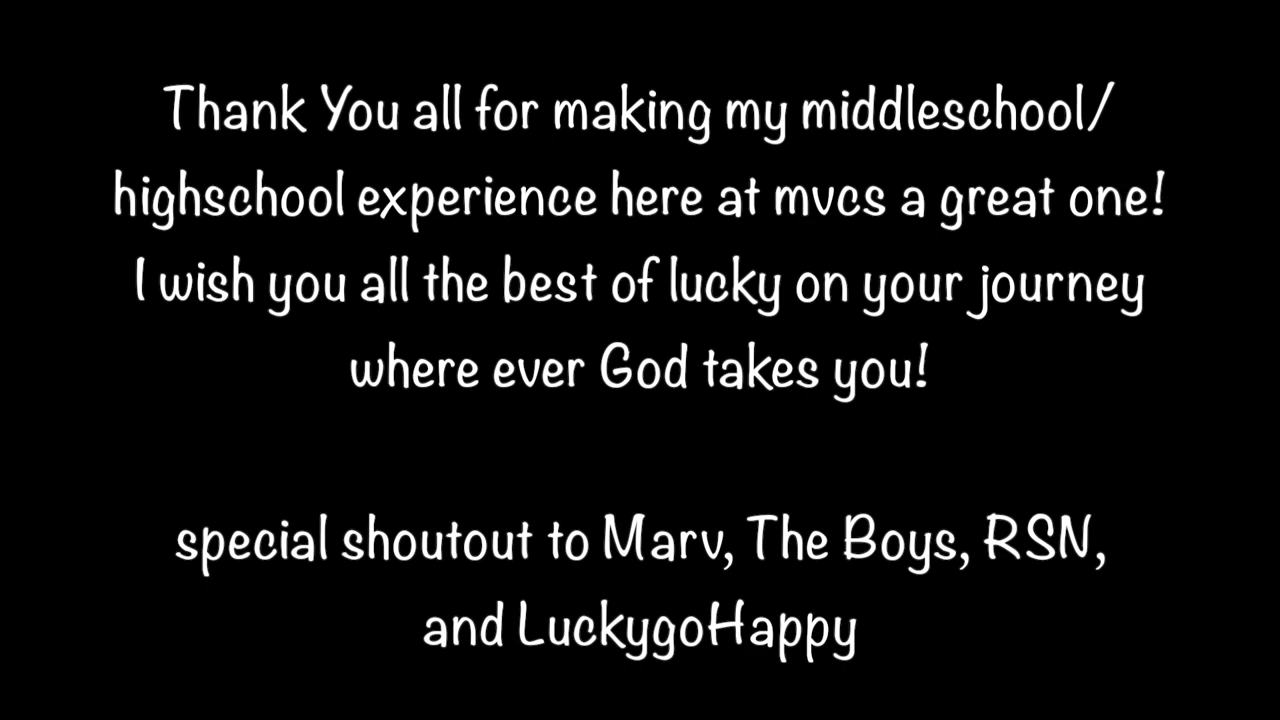 Thank You all for making my middleschool/
highschool experience here at mvcs a great one!
I wish you all the best of lucky on your journey
where ever God takes you!
special shoutout to Marv, The Boys, RSN,
and LuckygoHappy